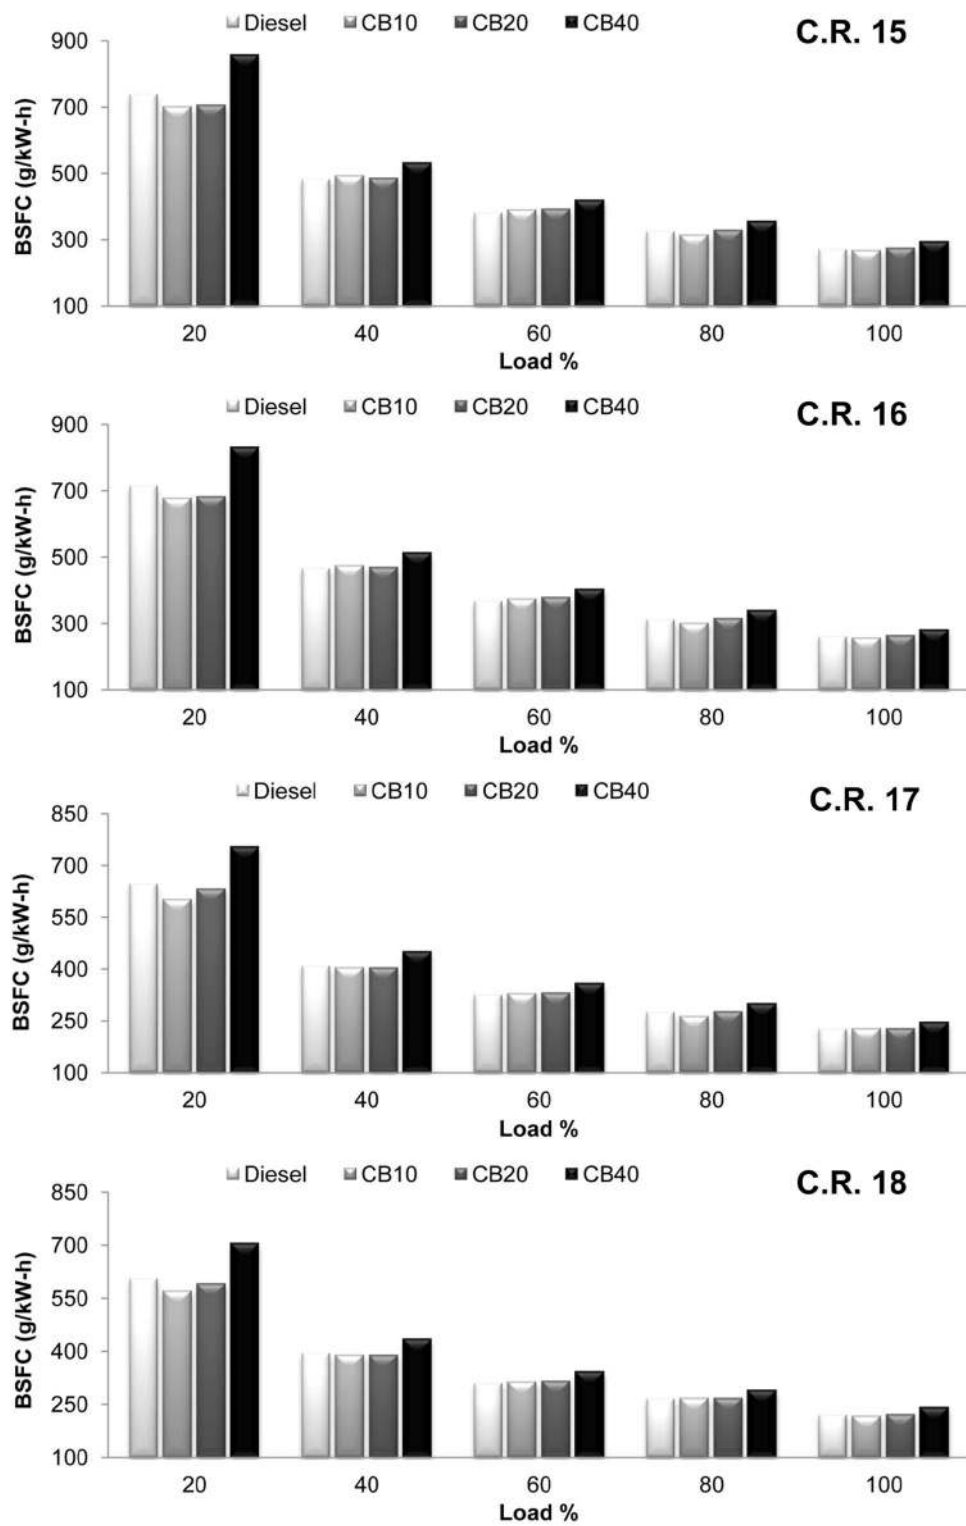 Diesel CB10 CB20 CB40
C.R. 15
BSFC (g/kW-h)
900
700
500
300
100
20 40 60 80 100
Load %
Diesel CB10 CB20 CB40
C.R. 16
BSFC (g/kW-h)
900
700
500
300
100
20 40 60 80 100
Load %
Diesel CB10 CB20 CB40
C.R. 17
BSFC (g/kW-h)
850
700
550
400
250
100
20 40 60 80 100
Load %
Diesel CB10 CB20 CB40
C.R. 18
BSFC (g/kW-h)
850
700
550
400
250
100
20 40 60 80 100
Load %